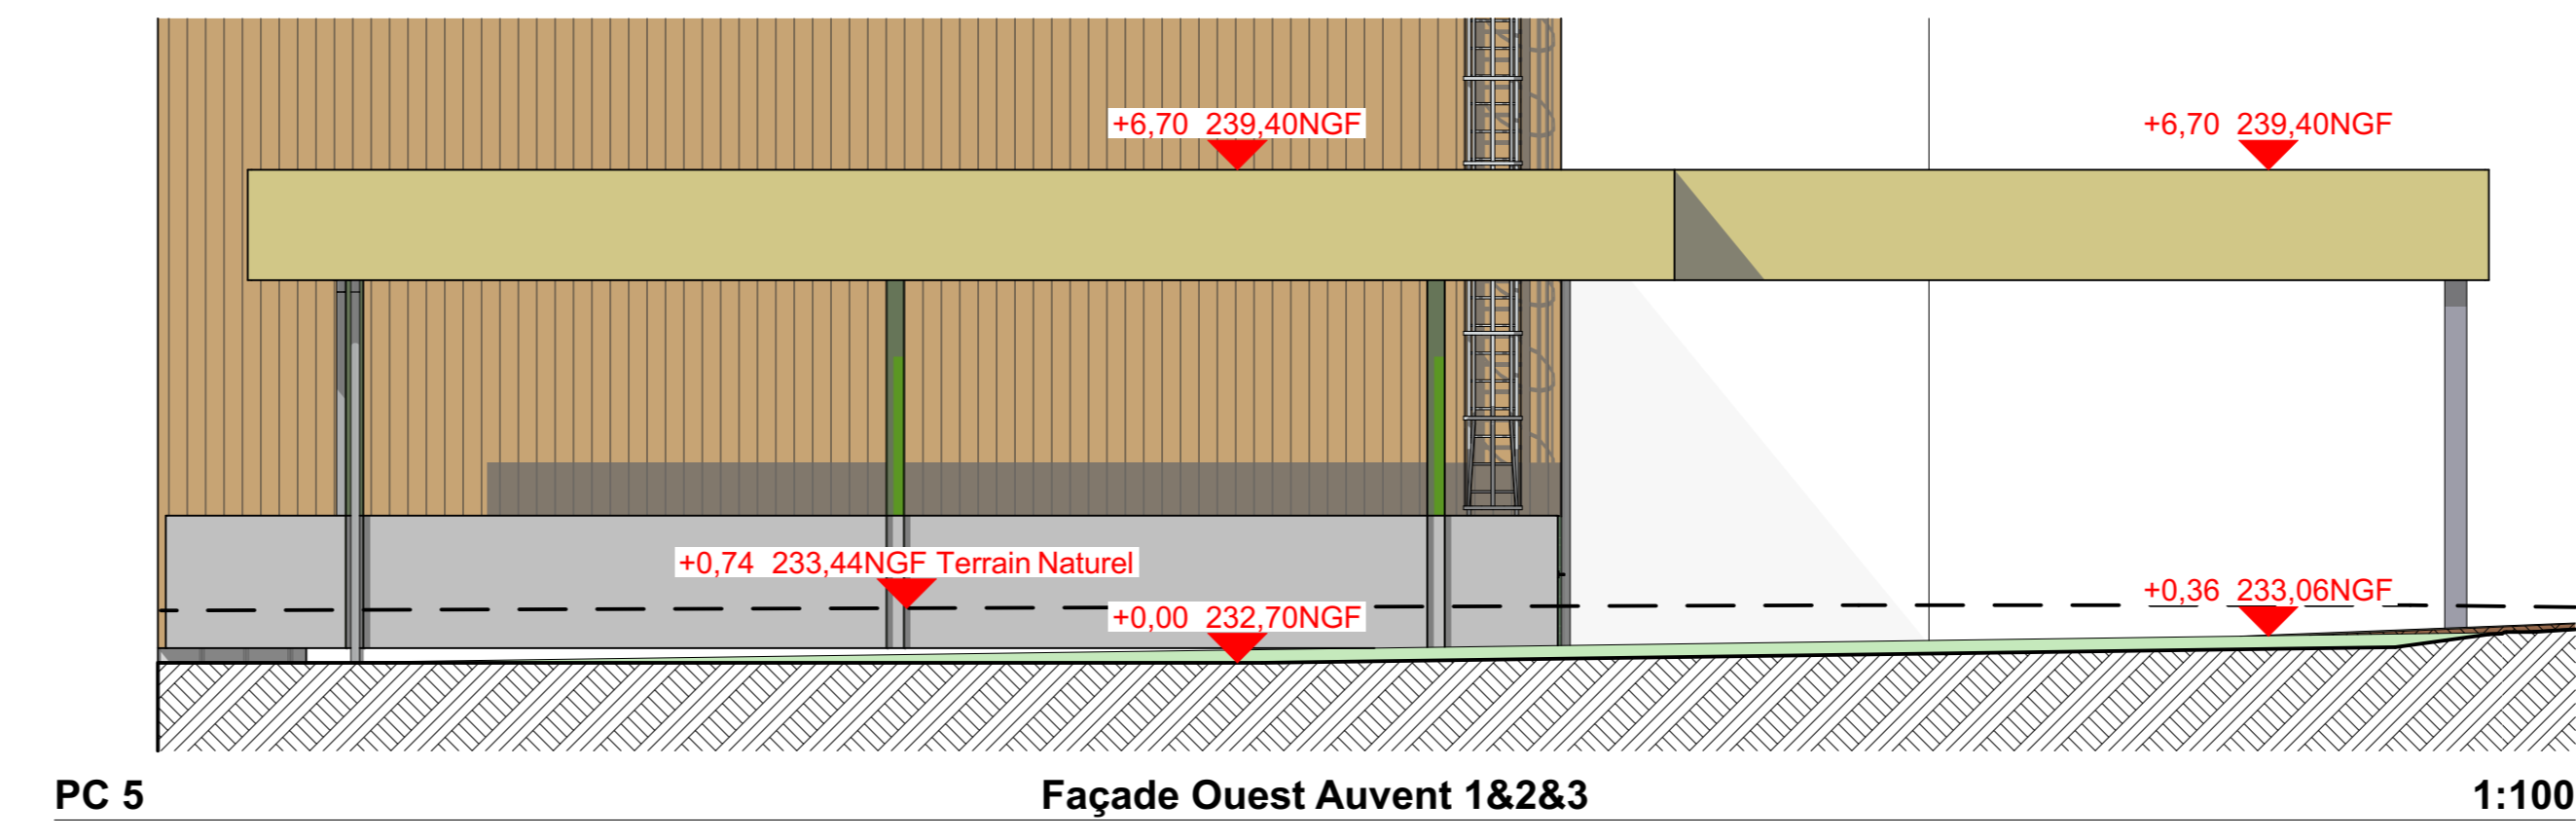 +6,70 239,40NGF
+6,70 239,40NGF
+0,74 233,44NGF Terrain Naturel
+0,36 233,06NGF
+0,00 232,70NGF
PC 5 Façade Ouest Auvent 1&2&3 1:100